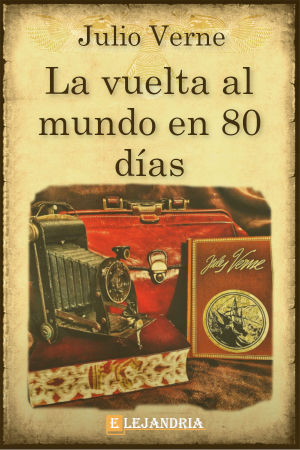 Julio Verne
La vuelta al
mundo en 80
días
Jules
Verne
ELEJANDRIA